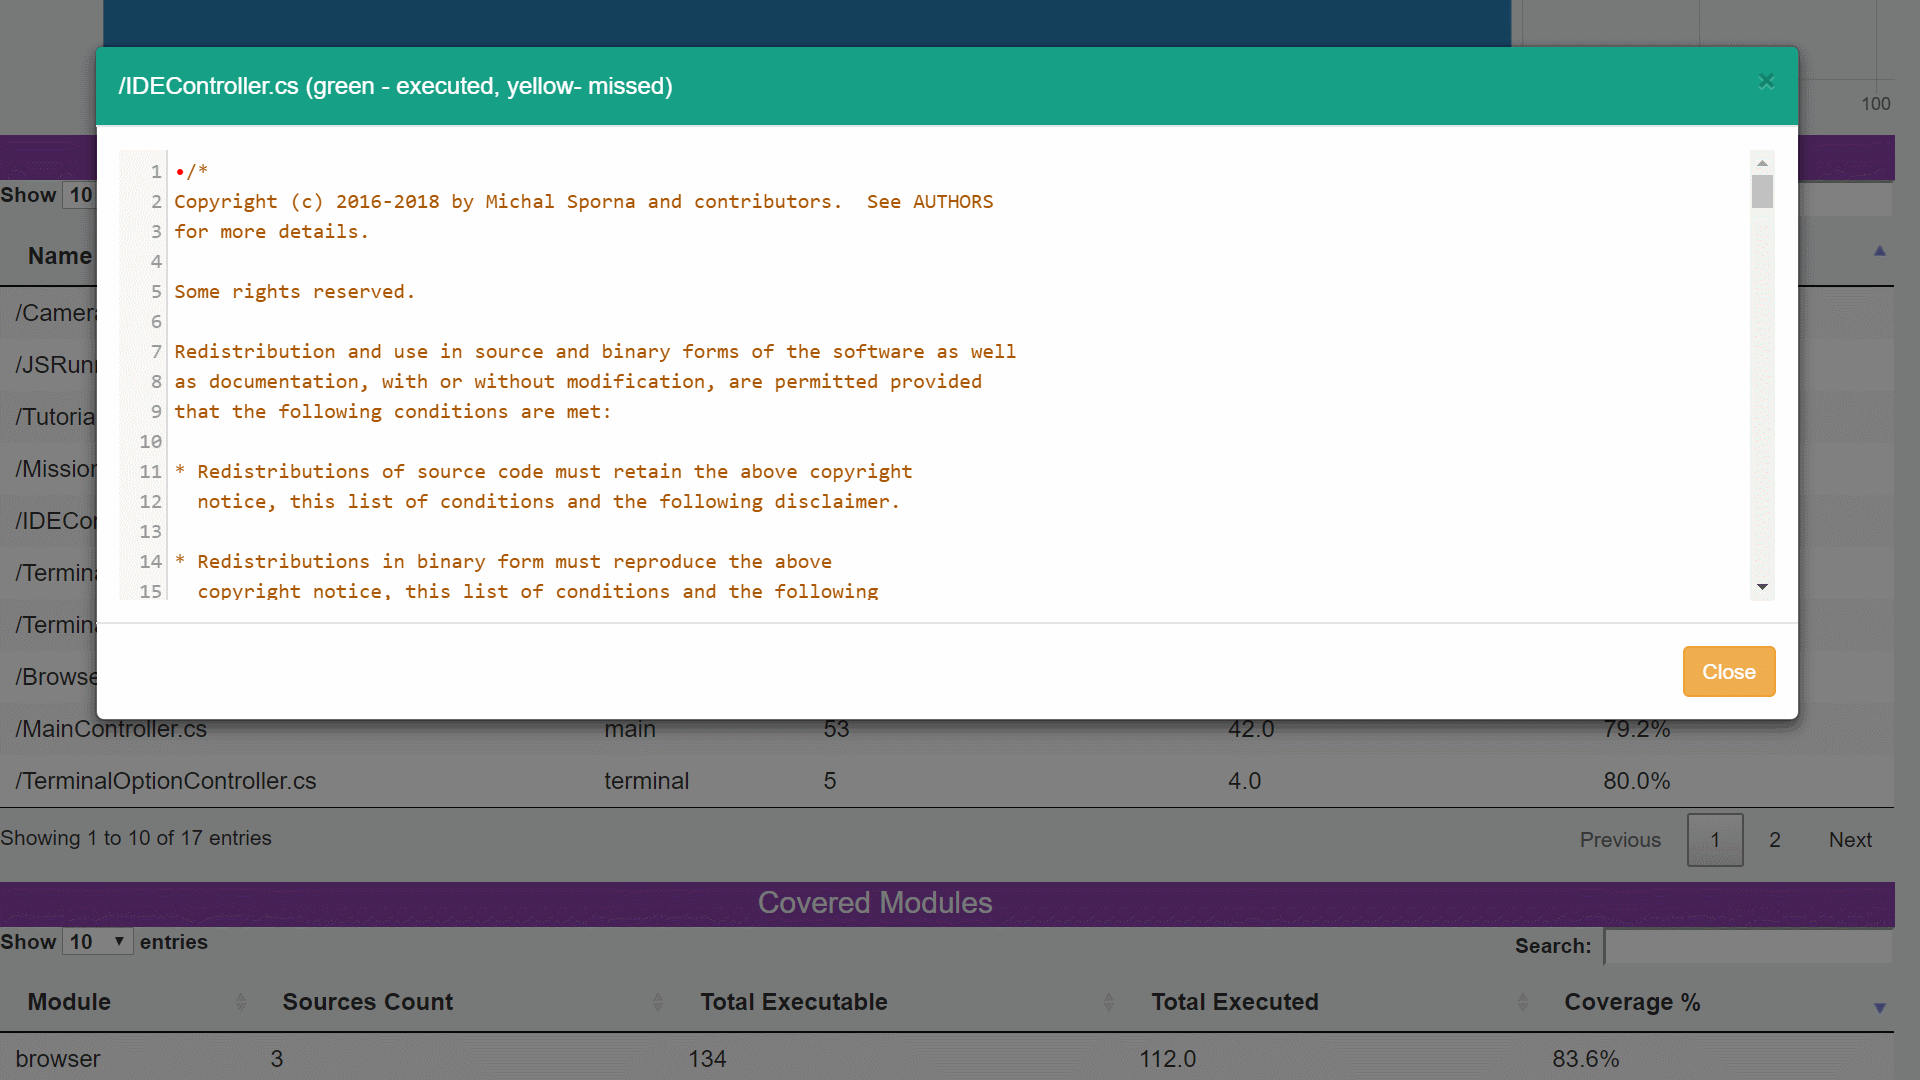 100
/IDEController.cs (green - executed, yellow- missed)
×
Show 10
Name
/Camera
/Tutoria
1 •/*
2 Copyright (c) 2016-2018 by Michal Sporna and contributors.  See AUTHORS
3 for more details.
4
5 Some rights reserved.
6
7 Redistribution and use in source and binary forms of the software as well
8 as documentation, with or without modification, are permitted provided
9 that the following conditions are met:
10
11 * Redistributions of source code must retain the above copyright
12   notice, this list of conditions and the following disclaimer.
13
14 * Redistributions in binary form must reproduce the above
15   copyright notice, this list of conditions and the following
Close
/MainController.cs main 53 42.0 79.2%
/TerminalOptionController.cs terminal 5 4.0 80.0%
Showing 1 to 10 of 17 entries
Previous 1 2 Next
Covered Modules
Show 10 entries
Search:
Module Sources Count Total Executable Total Executed Coverage %
browser 3 134 112.0 83.6%